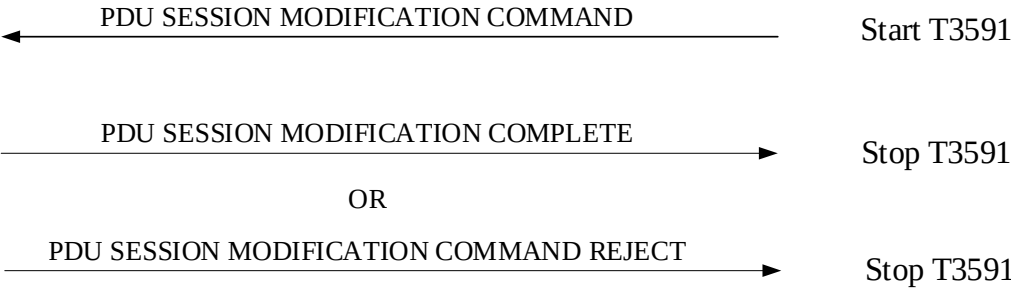 PDU SESSION MODIFICATION COMMAND
Start T3591
PDU SESSION MODIFICATION COMPLETE
Stop T3591
OR
PDU SESSION MODIFICATION COMMAND REJECT
Stop T3591